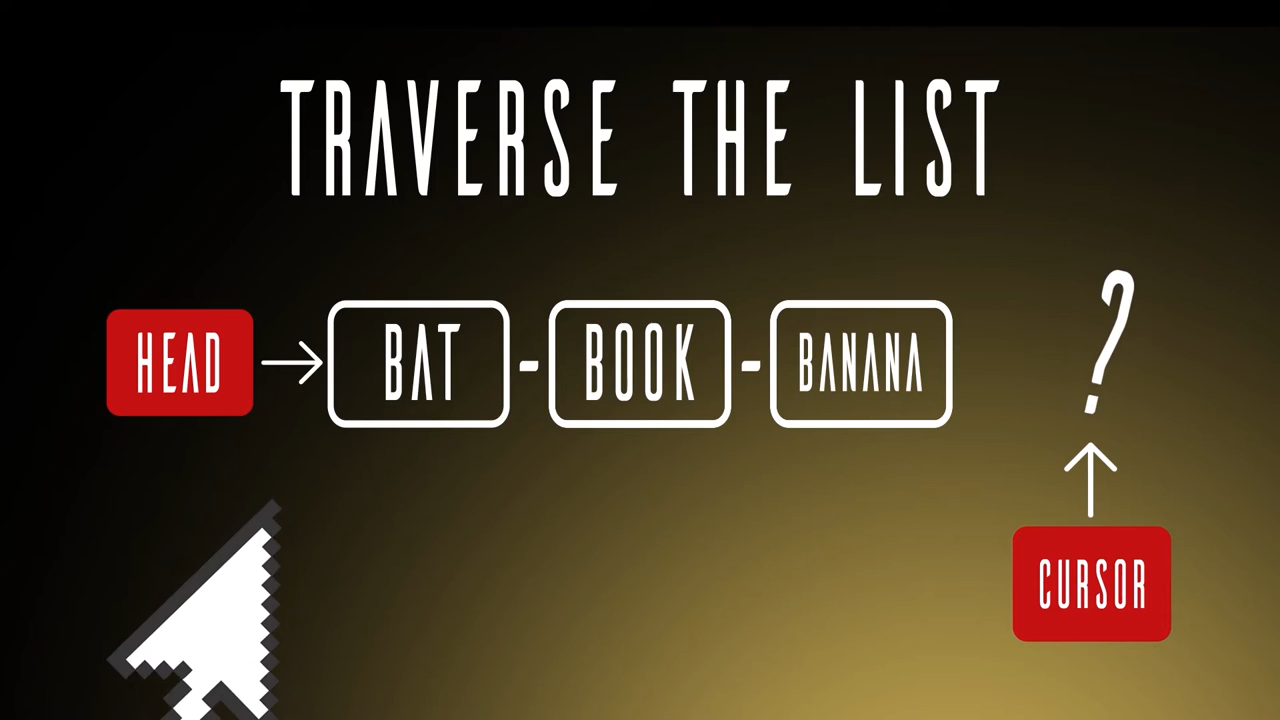 TRAVERSE THE LIST
HEAD → BAT - BOOK - BANANA ?
CURSOR